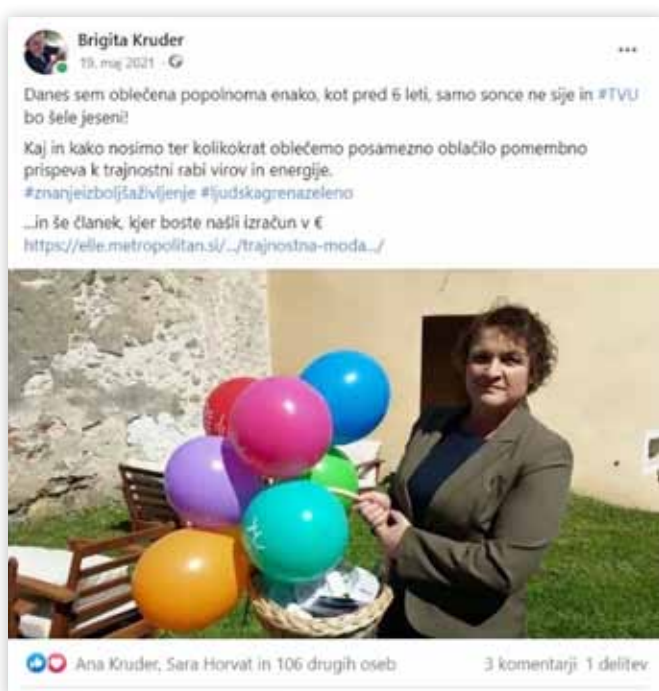 Brigita Kruder
19. maj 2021 ·
Danes sem oblečena popolnoma enako, kot pred 6 leti, samo sonce ne sije in #TVU
bo šele jeseni!
Kaj in kako nosimo ter kolikokrat oblečemo posamezno oblačilo pomembno
prispeva k trajnostni rabi virov in energije.
#znanjeizboljšaživljenje #ljudskagrenazeleno
...in še članek, kjer boste našli izračun v €
https://elle.metropolitan.si/.../trajnostna-moda.../
Ana Kruder, Sara Horvat in 106 drugih oseb
3 komentarji 1 delitev